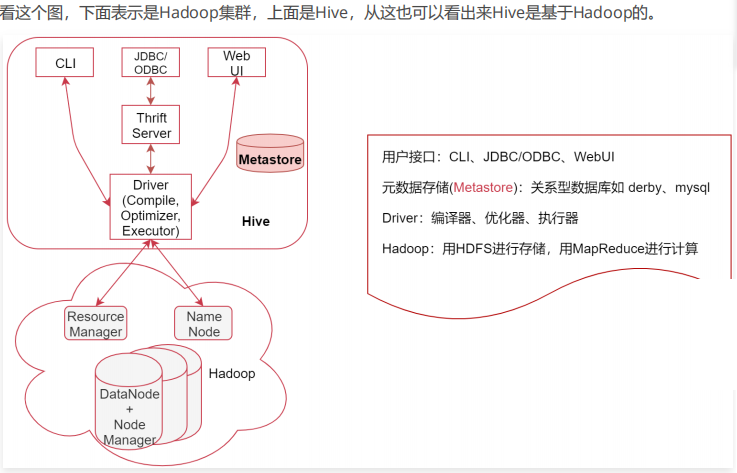 看这个图，下面表示是Hadoop集群，上面是Hive，从这也可以看出来Hive是基于Hadoop的。
CLI
JDBC/
ODBC
Web
UI
Thrift
Server
Metastore
Driver
(Compile,
Optimizer,
Executor)
Hive
Resource
Manager
Name
Node
Hadoop
DataNode
+
Node
Manager
用户接口：CLI、JDBC/ODBC、WebUI
元数据存储(Metastore)：关系型数据库如 derby、mysql
Driver：编译器、优化器、执行器
Hadoop：用HDFS进行存储，用MapReduce进行计算